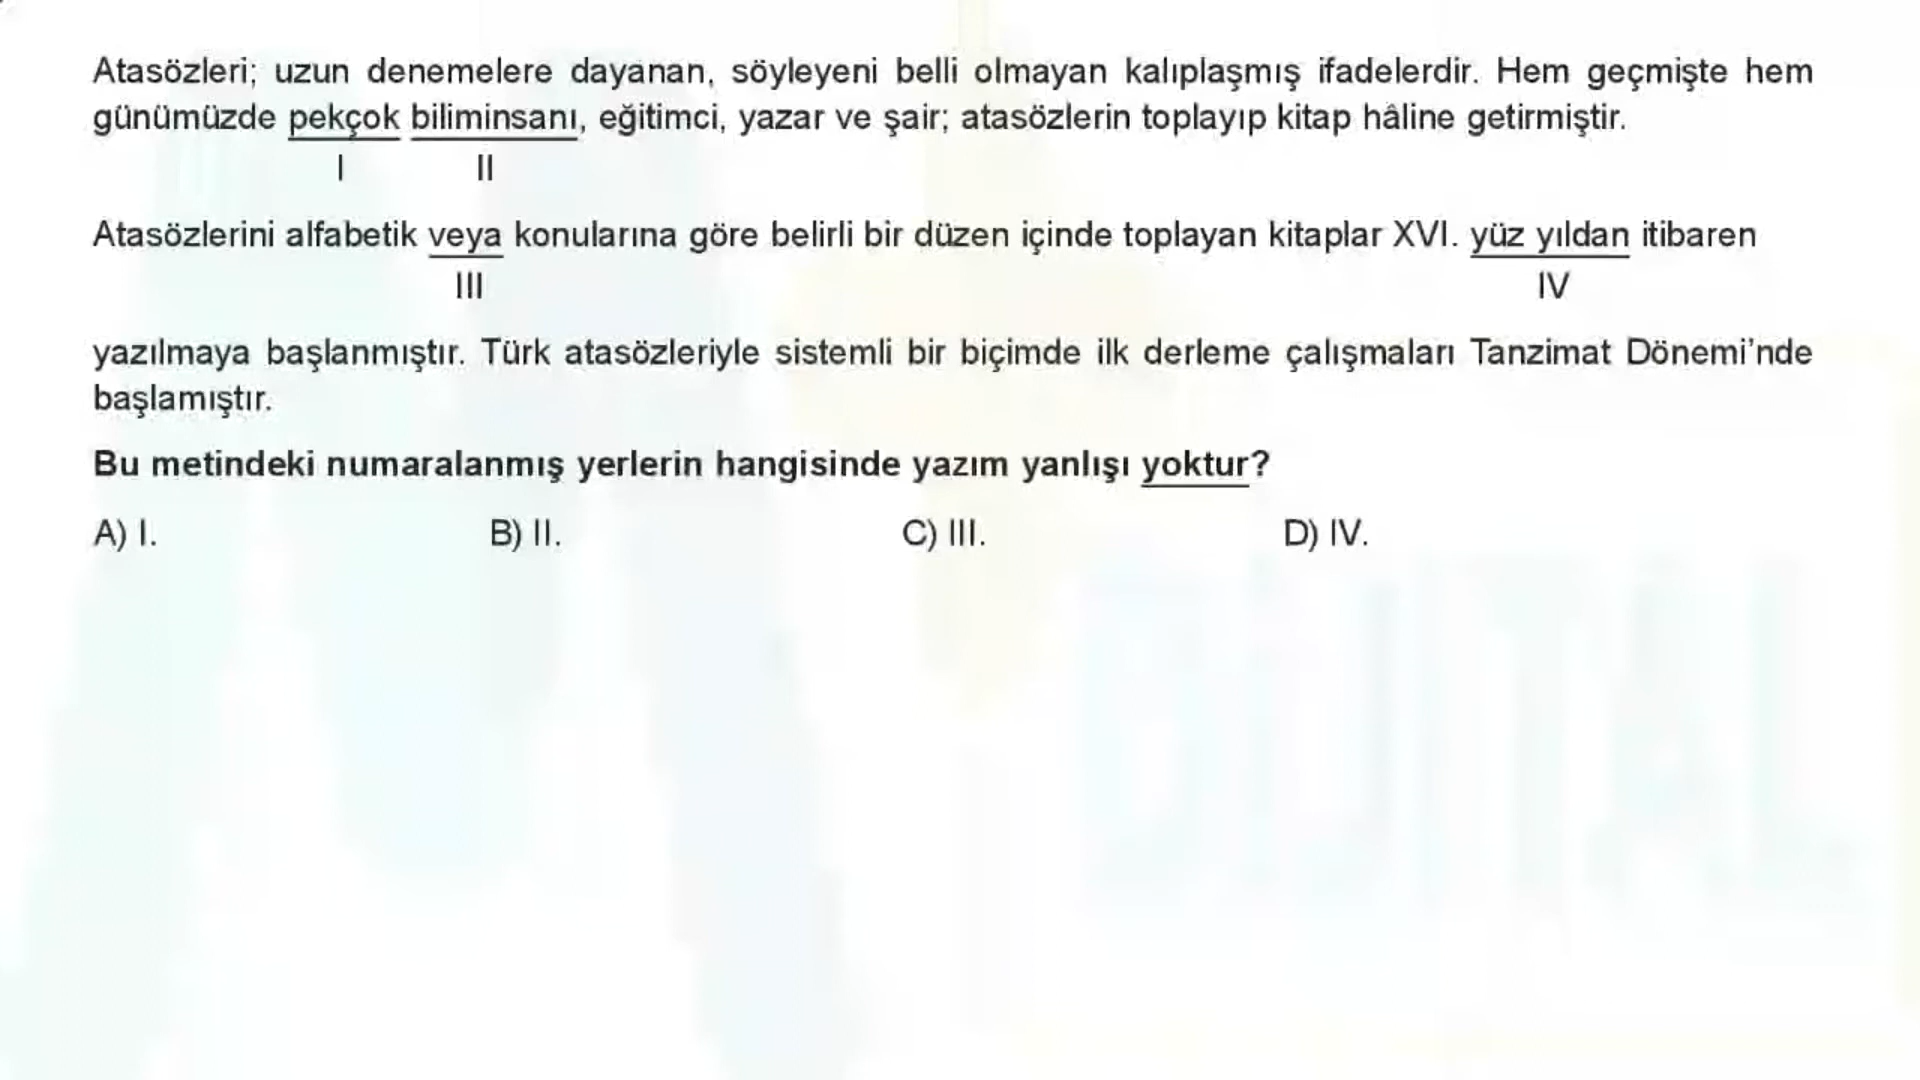 Atasözleri; uzun denemelere dayanan, söyleyeni belli olmayan kalıplaşmış ifadelerdir. Hem geçmişte hem
günümüzde pekçok biliminsanı, eğitimci, yazar ve şair; atasözlerin toplayıp kitap hâline getirmiştir.
I II
Atasözlerini alfabetik veya konularına göre belirli bir düzen içinde toplayan kitaplar XVI. yüz yıldan itibaren
III IV
yazılmaya başlanmıştır. Türk atasözleriyle sistemli bir biçimde ilk derleme çalışmaları Tanzimat Dönemi'nde
başlamıştır.
Bu metindeki numaralanmış yerlerin hangisinde yazım yanlışı yoktur?
A) I. B) II. C) III. D) IV.
DİJİTAL